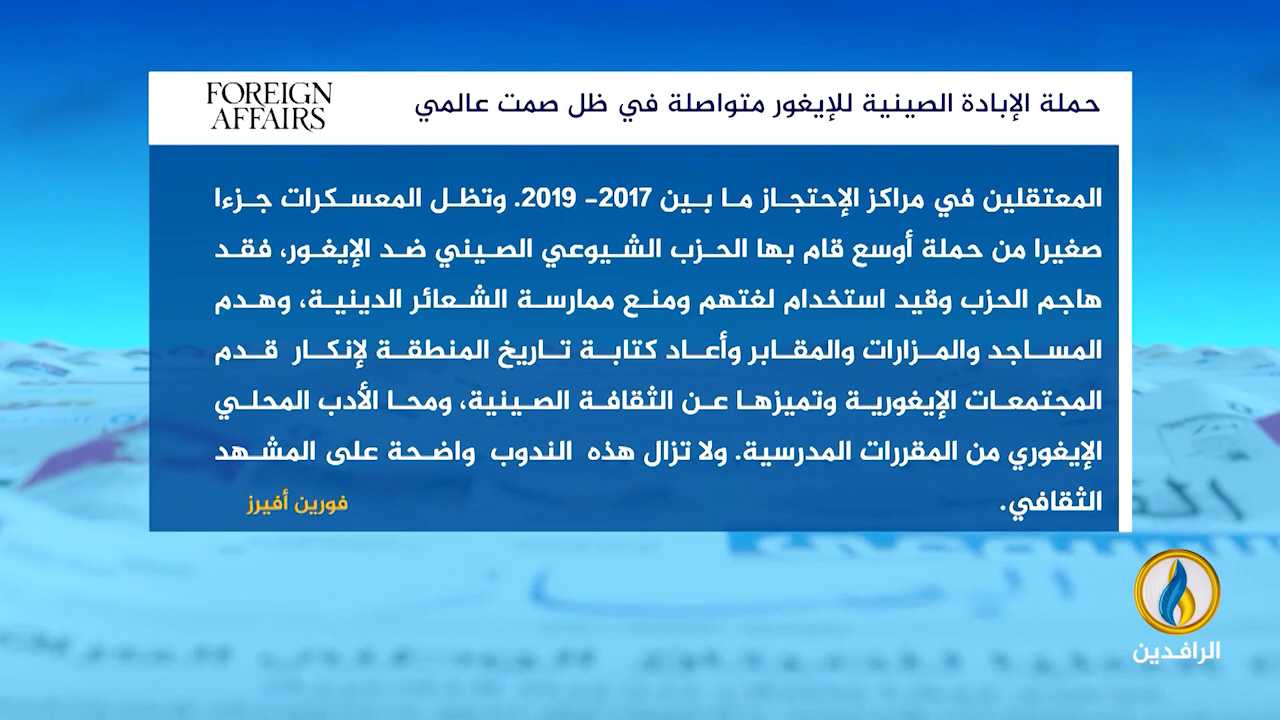 حملة الإبادة الصينية للإيغور متواصلة في ظل صمت عالمي
FOREIGN
AFFAIRS
المعتقلين في مراكز الإحتجاز ما بين 2017- 2019. وتظل المعسكرات جزءا
صغيرا من حملة أوسع قام بها الحزب الشيوعي الصيني ضد الإيغور، فقد
هاجم الحزب وقيد استخدام لغتهم ومنع ممارسة الشعائر الدينية، وهدم
المساجد والمزارات والمقابر وأعاد كتابة تاريخ المنطقة لإنكار قدم
المجتمعات الإيغورية وتميزها عن الثقافة الصينية، ومحا الأدب المحلي
الإيغوري من المقررات المدرسية. ولا تزال هذه الندوب واضحة على المشهد
الثقافي.
فورين أفيرز
الرافدين